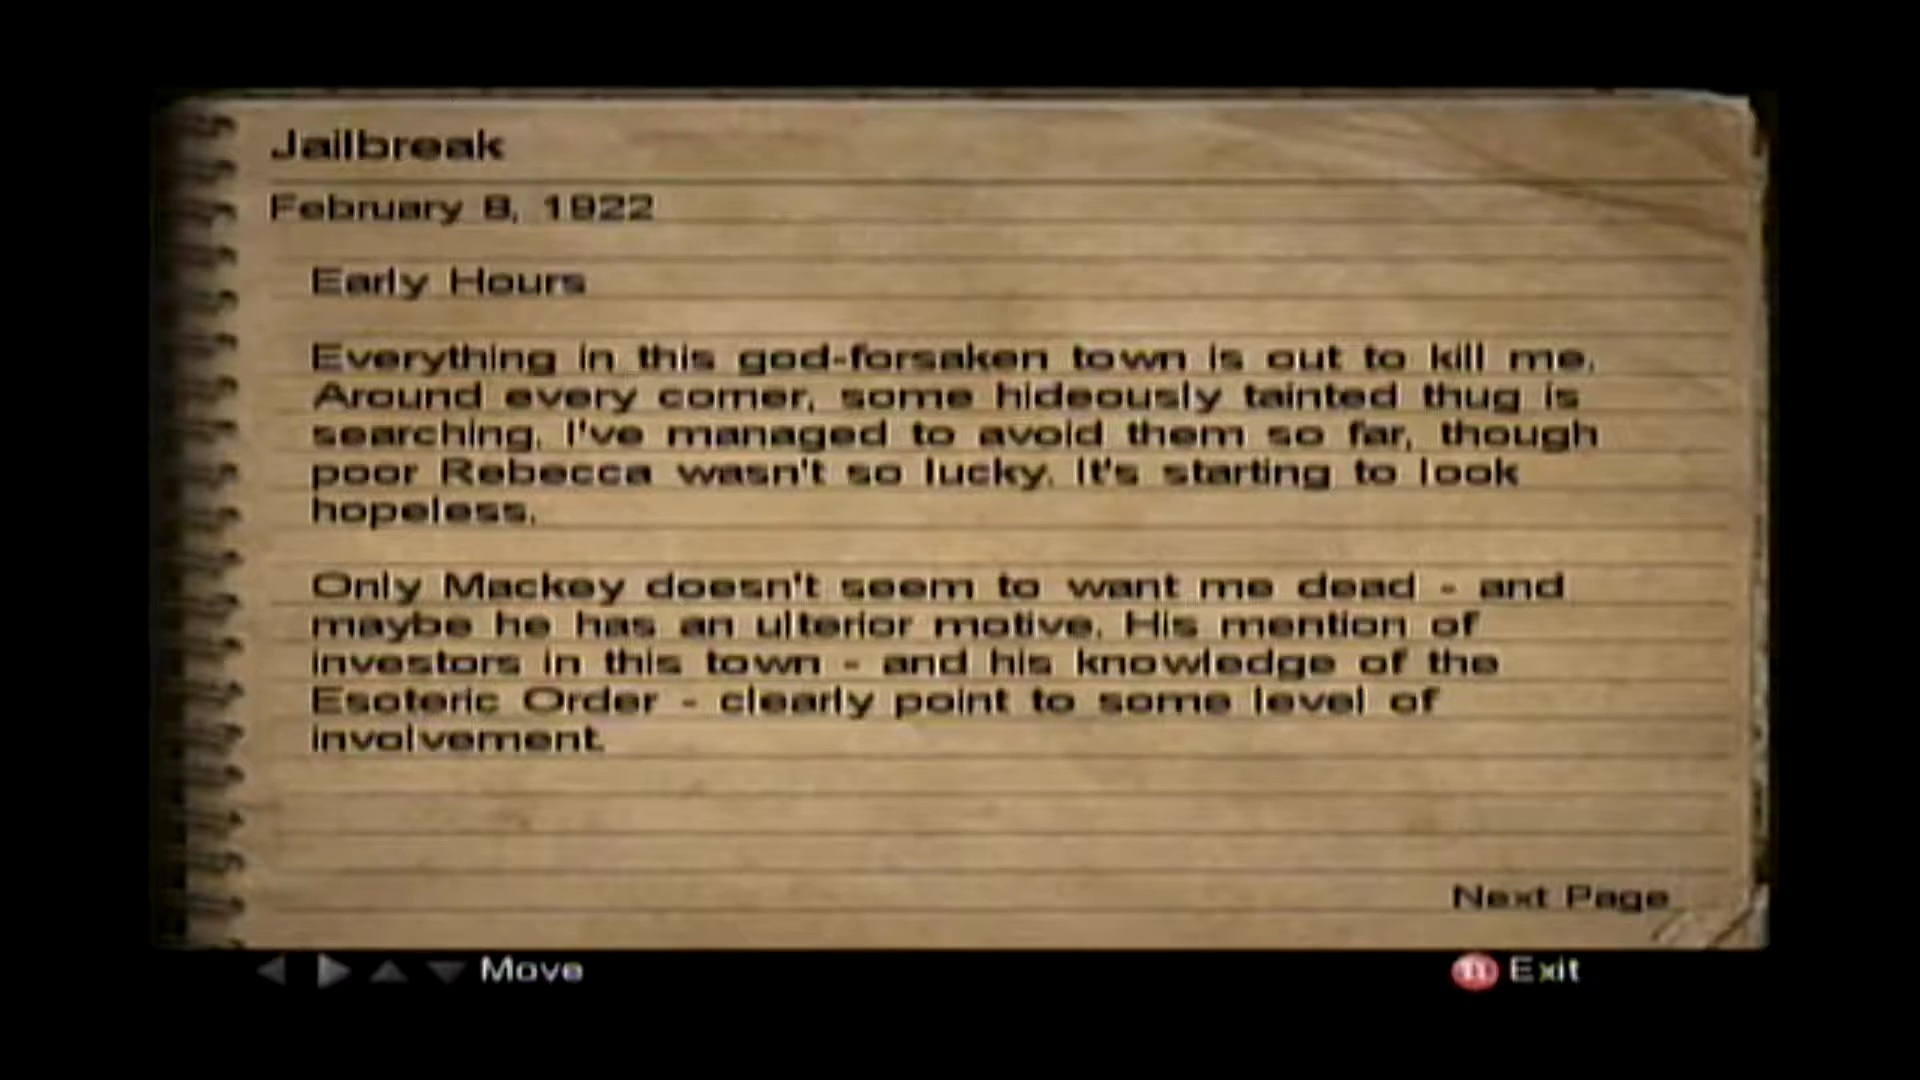 Jailbreak
February 8, 1922
Early Hours
Everything in this god-forsaken town is out to kill me.
Around every corner, some hideously tainted thug is
searching. I've managed to avoid them so far, though
poor Rebecca wasn't so lucky. It's starting to look
hopeless.
Only Mackey doesn't seem to want me dead - and
maybe he has an ulterior motive. His mention of
investors in this town - and his knowledge of the
Esoteric Order - clearly point to some level of
involvement.
Next Page
Move
Exit